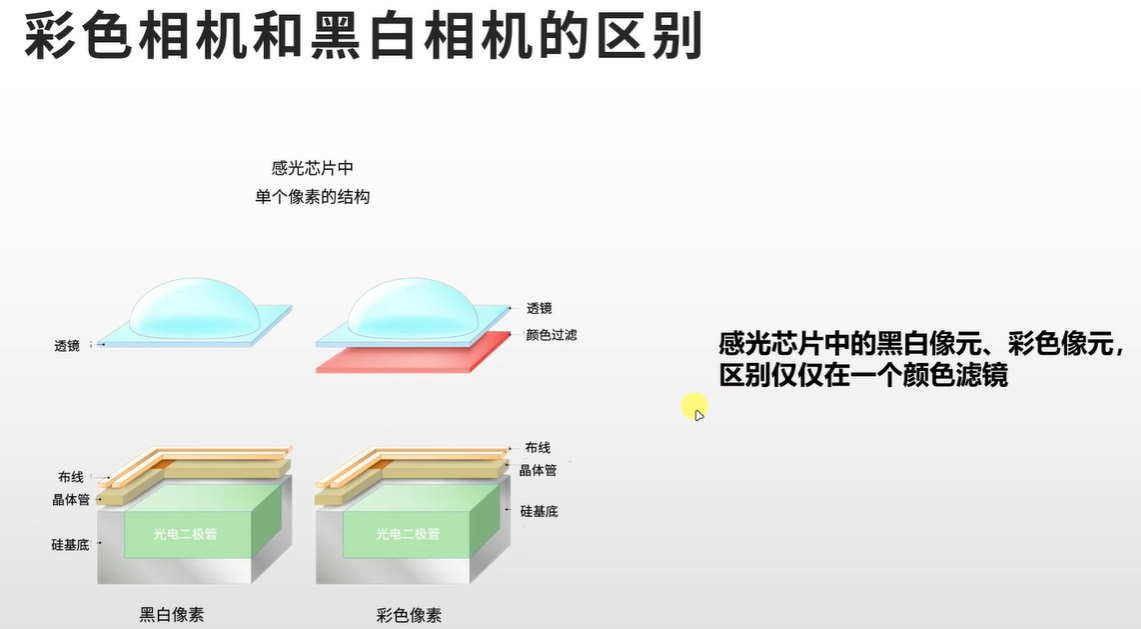 彩色相机和黑白相机的区别
感光芯片中
单个像素的结构
透镜
透镜
颜色过滤
感光芯片中的黑白像元、彩色像元，
区别仅仅在一个颜色滤镜
布线
晶体管
硅基底
光电二极管
布线
晶体管
硅基底
光电二极管
黑白像素
彩色像素